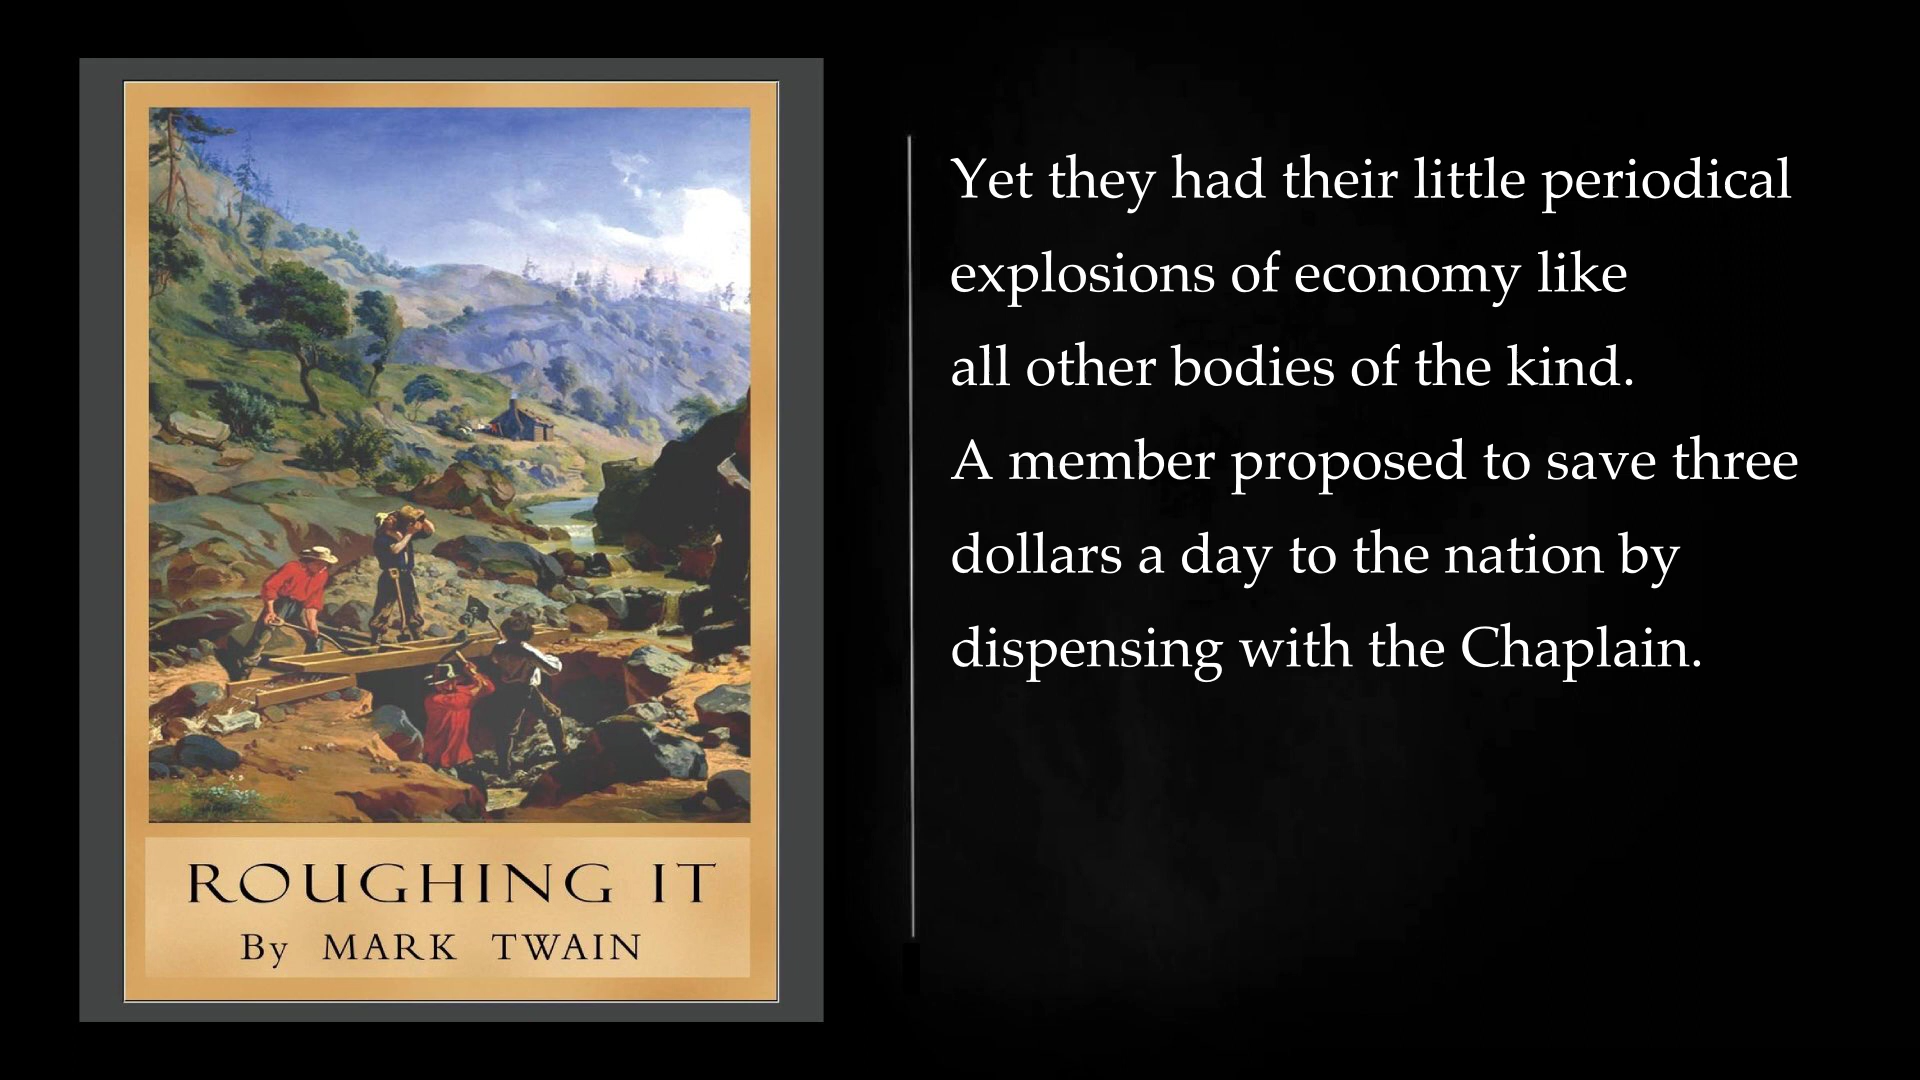 ROUGHING IT
By MARK TWAIN
Yet they had their little periodical
explosions of economy like
all other bodies of the kind.
A member proposed to save three
dollars a day to the nation by
dispensing with the Chaplain.